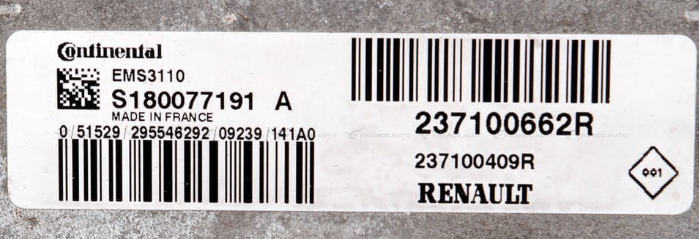 Continental
EMS3110
S180077191 A
MADE IN FRANCE
0/51529/295546292/09239/141A0
237100662R
237100409R
RENAULT
001